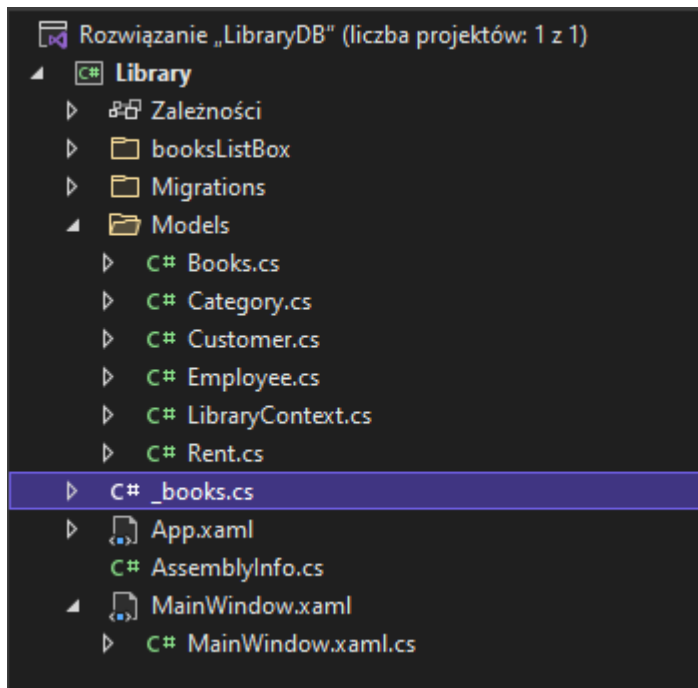 Rozwiązanie „LibraryDB” (liczba projektów: 1 z 1)
C# Library
Zależności
booksListBox
Migrations
Models
C# Books.cs
C# Category.cs
C# Customer.cs
C# Employee.cs
C# LibraryContext.cs
C# Rent.cs
C# _books.cs
App.xaml
C# AssemblyInfo.cs
MainWindow.xaml
C# MainWindow.xaml.cs